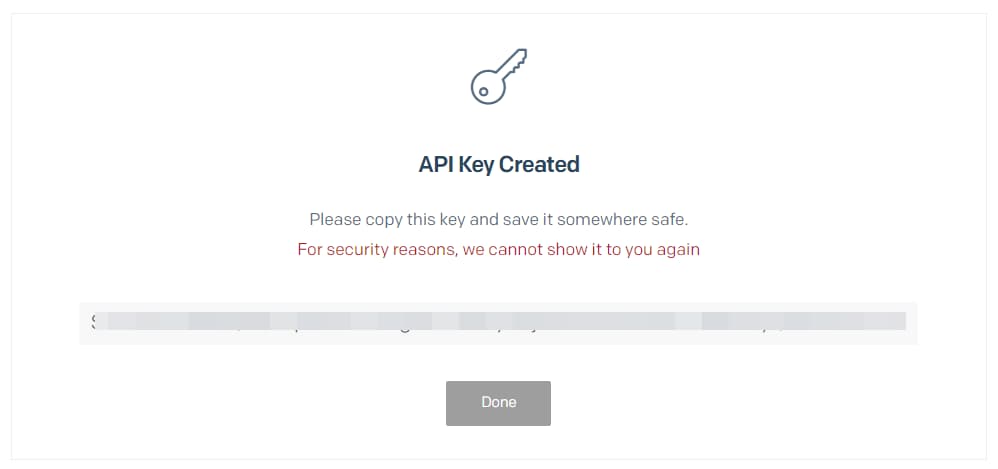 API Key Created
Please copy this key and save it somewhere safe.
For security reasons, we cannot show it to you again
Done